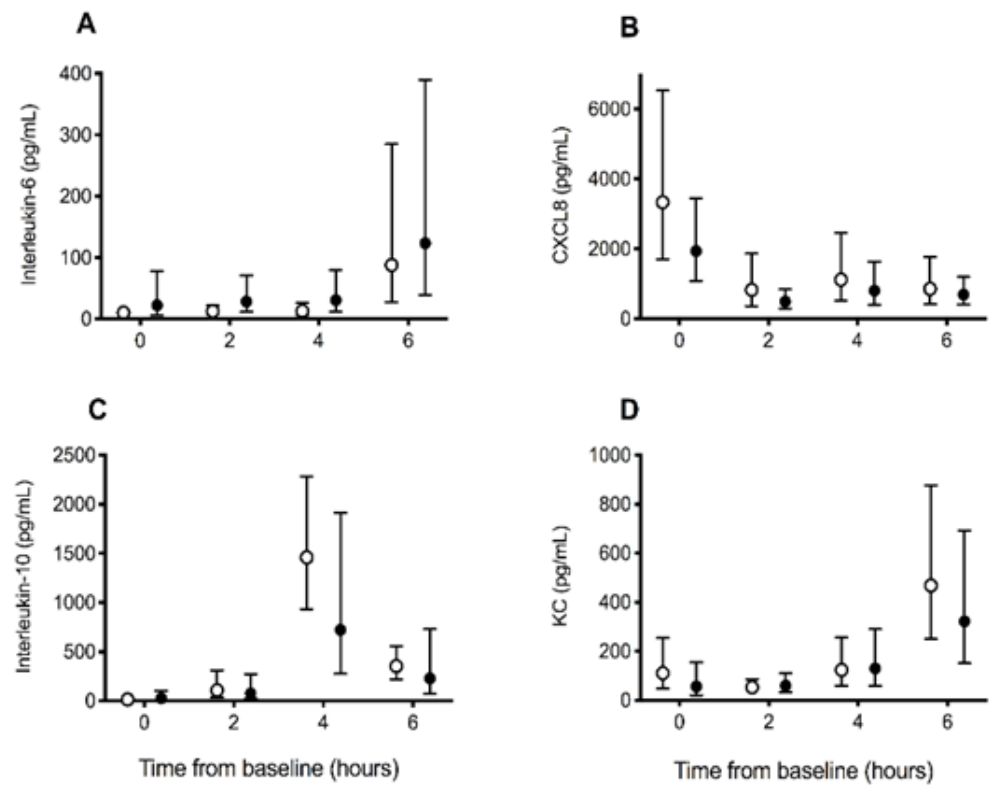 A
Interleukin-6 (pg/mL)
400
300
200
100
0
0 2 4 6
B
CXCL8 (pg/mL)
6000
4000
2000
0
0 2 4 6
C
Interleukin-10 (pg/mL)
2500
2000
1500
1000
500
0
0 2 4 6
Time from baseline (hours)
D
KC (pg/mL)
1000
800
600
400
200
0
0 2 4 6
Time from baseline (hours)